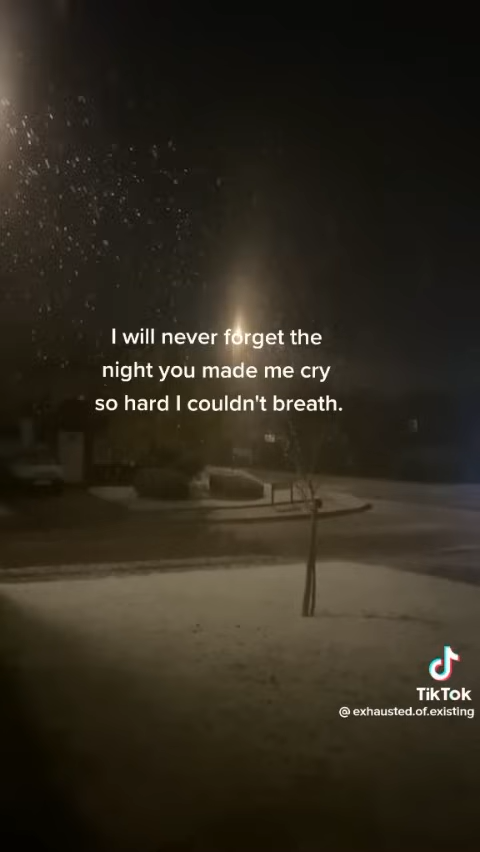 I will never forget the
night you made me cry
so hard I couldn't breath.
TikTok
@exhausted.of.existing